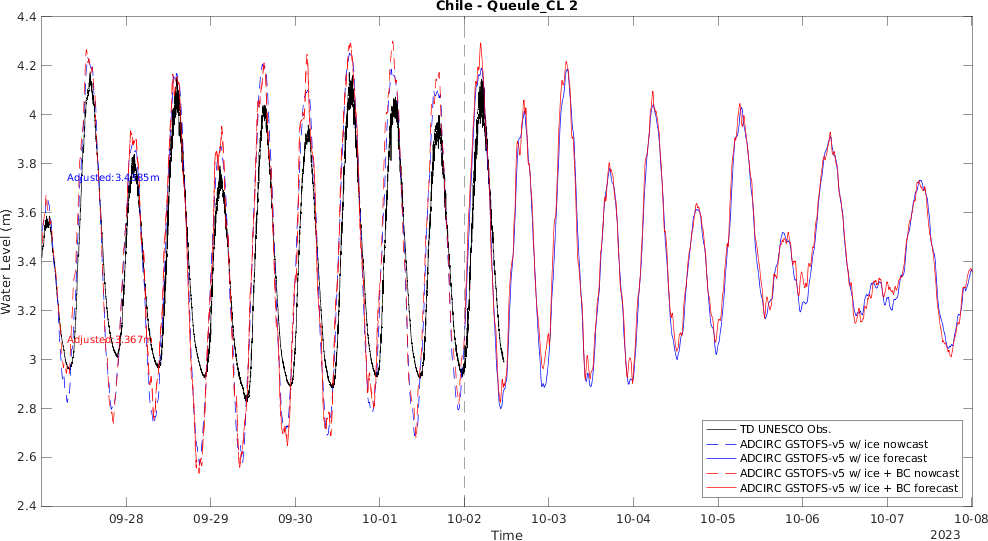 Chile - Queule_CL 2
4.4
4.2
4
3.8
3.6
3.4
3.2
3
2.8
2.6
2.4
Water Level (m)
Adjusted:3.367m
TD UNESCO Obs.
ADCIRC GSTOFS-v5 w/ ice nowcast
ADCIRC GSTOFS-v5 w/ ice forecast
ADCIRC GSTOFS-v5 w/ ice + BC nowcast
ADCIRC GSTOFS-v5 w/ ice + BC forecast
09-28 09-29 09-30 10-01 10-02 10-03 10-04 10-05 10-06 10-07 10-08
Time
2023